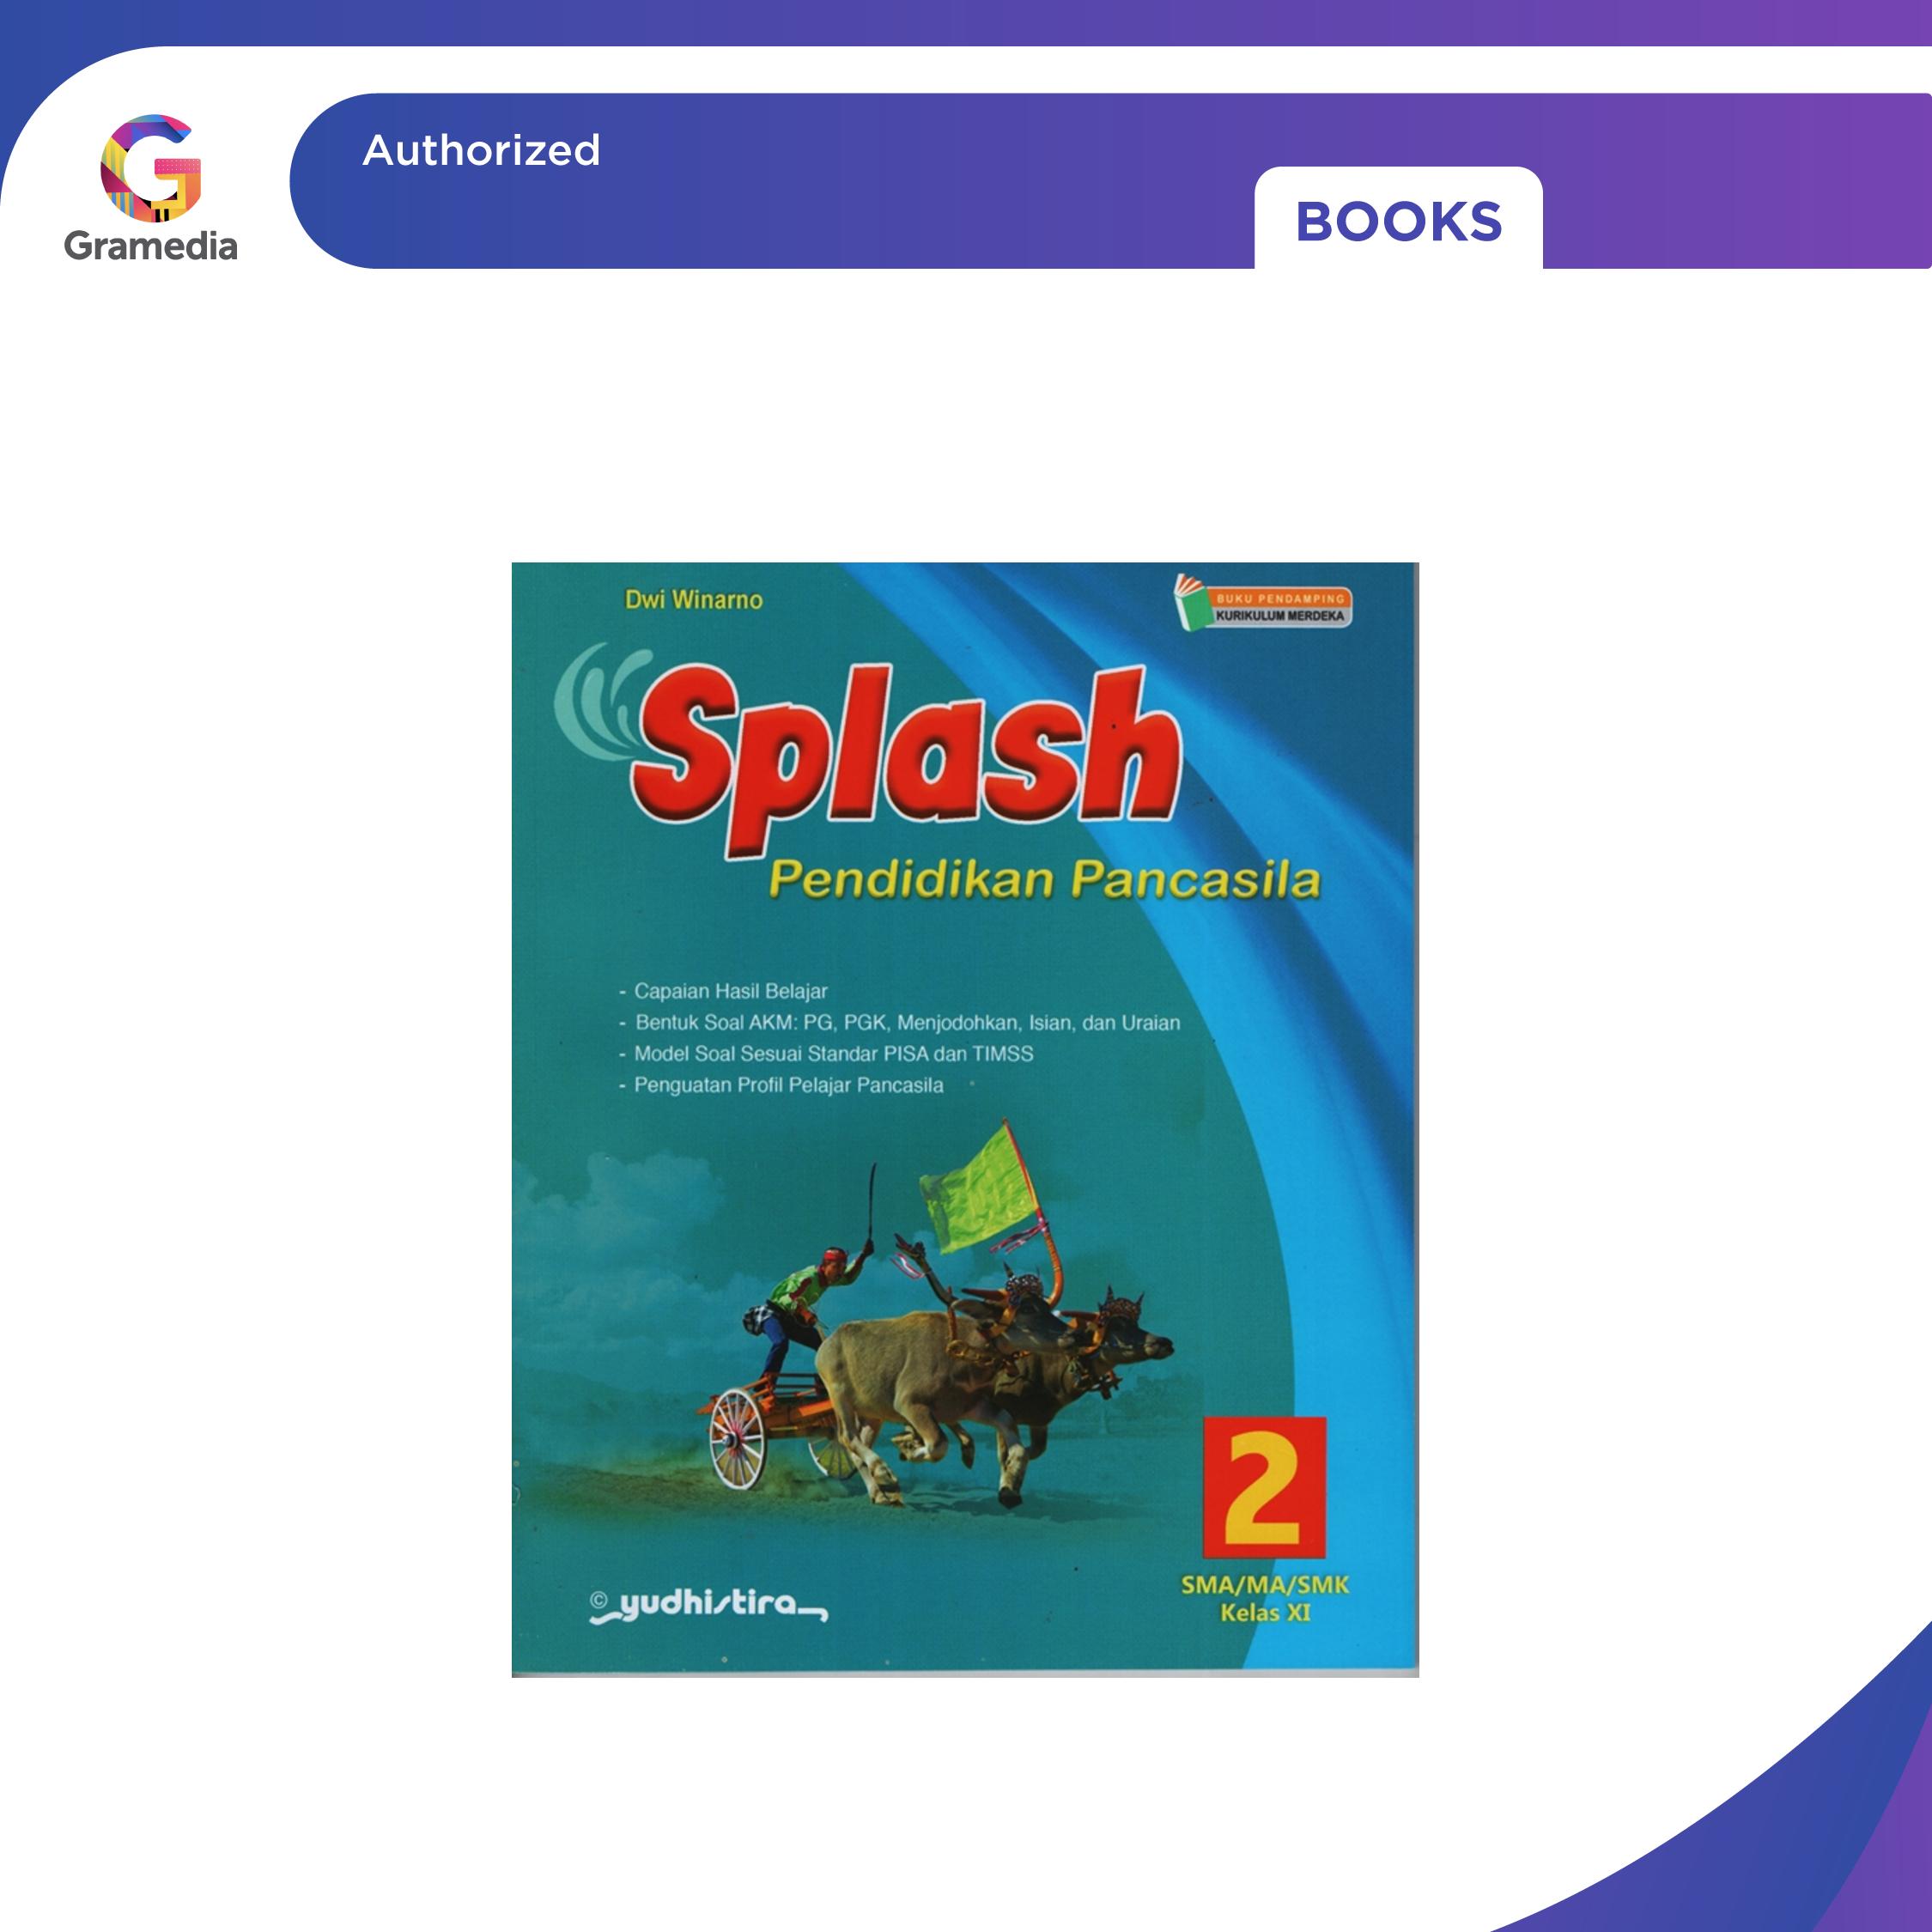 Gramedia
Authorized
BOOKS
Dwi Winarno
BUKU PENDAMPING
KURIKULUM MERDEKA
Splash
Pendidikan Pancasila
- Capaian Hasil Belajar
- Bentuk Soal AKM: PG, PGK, Menjodohkan, Isian, dan Uraian
- Model Soal Sesuai Standar PISA dan TIMSS
- Penguatan Profil Pelajar Pancasila
2
SMA/MA/SMK
Kelas XI
© yudhistira